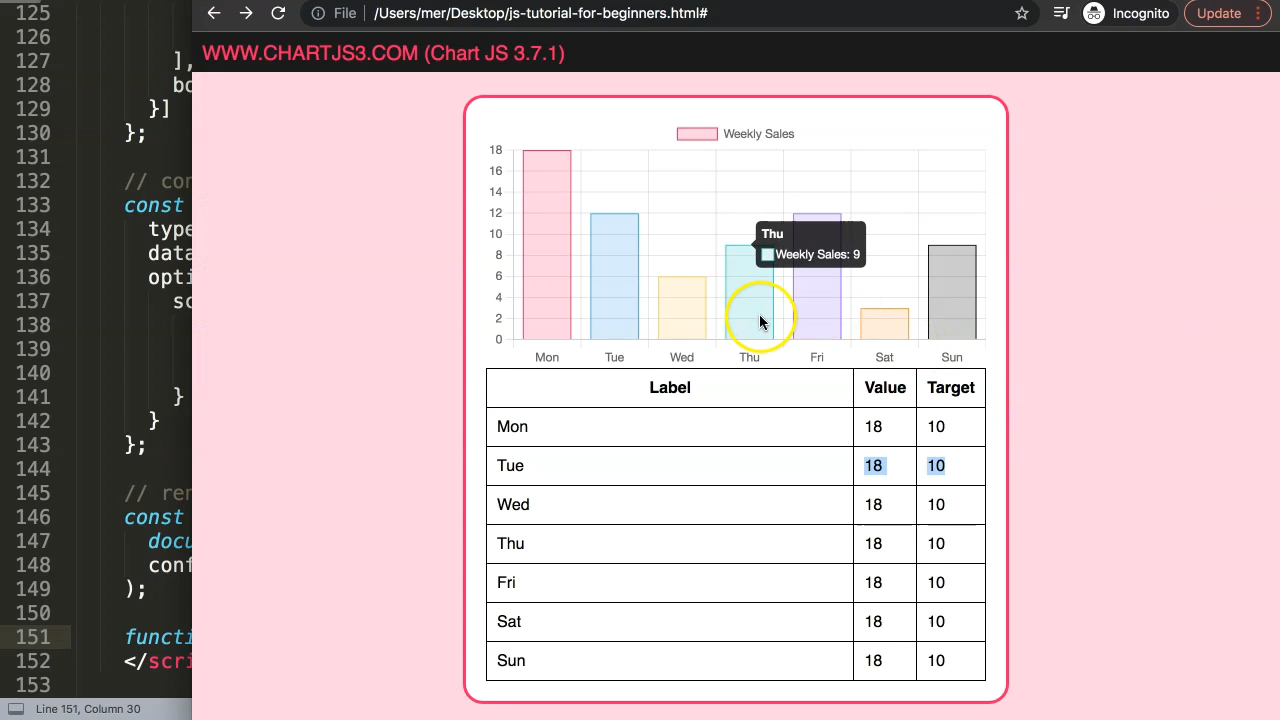 125
126
127 ],
128 bo
129 }]
130 };
131
132 // con
133 const
134 type
135 data
136 opti
137 sc
138
139
140
141 }
142 }
143 };
144
145 // ren
146 const
147 docu
148 conf
149 );
150
151 functi
152 </scri
153
Line 151, Column 30
File /Users/mer/Desktop/js-tutorial-for-beginners.html# Incognito Update
WWW.CHARTJS3.COM (Chart JS 3.7.1)
Weekly Sales
18
16
14
12
10
8
6
4
2
0
Thu
Weekly Sales: 9
Mon Tue Wed Thu Fri Sat Sun
Label Value Target
Mon 18 10
Tue 18 10
Wed 18 10
Thu 18 10
Fri 18 10
Sat 18 10
Sun 18 10